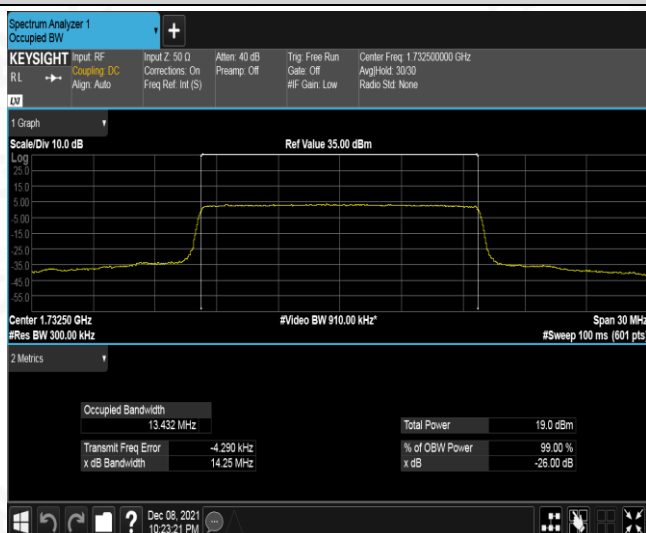 Spectrum Analyzer 1
Occupied BW
+
KEYSIGHT Input: RF Input Z: 50 Ω Atten: 40 dB Trig: Free Run Center Freq: 1.732500000 GHz
RL Coupling: DC Corrections: On Preamp: Off Gate: Off Avg|Hold: 30/30
Align: Auto Freq Ref: Int (S) #IF Gain: Low Radio Std: None
LXI
1 Graph
Scale/Div 10.0 dB Ref Value 35.00 dBm
Log
25.0
15.0
5.00
-5.00
-15.0
-25.0
-35.0
-45.0
-55.0
Center 1.73250 GHz #Video BW 910.00 kHz* Span 30 MHz
#Res BW 300.00 kHz #Sweep 100 ms (601 pts)
2 Metrics
Occupied Bandwidth
13.432 MHz Total Power 19.0 dBm
Transmit Freq Error -4.290 kHz % of OBW Power 99.00 %
x dB Bandwidth 14.25 MHz x dB -26.00 dB
? Dec 08, 2021
10:23:21 PM